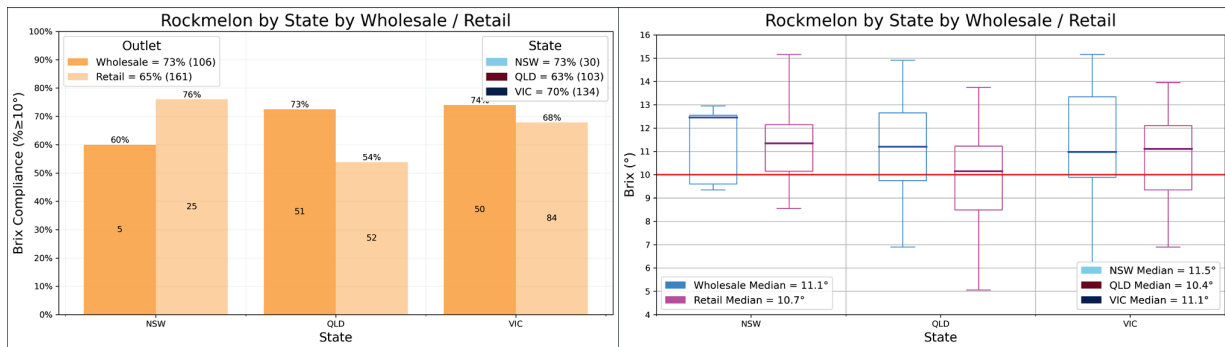 Rockmelon by State by Wholesale / Retail
100%
90%
80%
70%
60%
50%
40%
30%
20%
10%
0%
Brix Compliance (%≥10°)
Outlet
Wholesale = 73% (106)
Retail = 65% (161)
State
NSW = 73% (30)
QLD = 63% (103)
VIC = 70% (134)
60%
76%
73%
54%
74%
68%
5
25
51
52
50
84
NSW
QLD
VIC
State
Rockmelon by State by Wholesale / Retail
16
15
14
13
12
11
10
9
8
7
6
5
4
Brix (°)
Wholesale Median = 11.1°
Retail Median = 10.7°
NSW Median = 11.5°
QLD Median = 10.4°
VIC Median = 11.1°
NSW
QLD
VIC
State